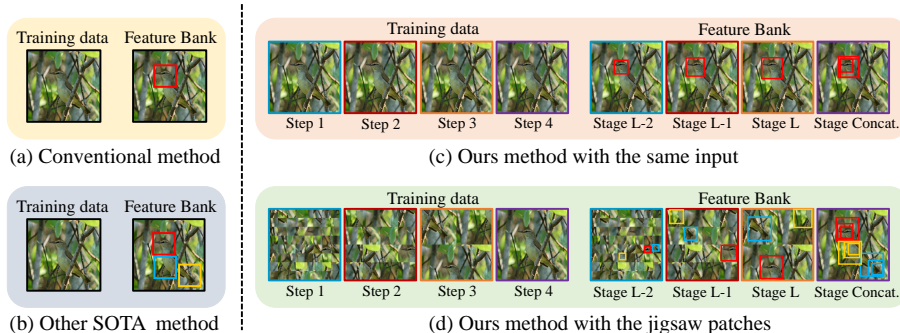 Training data Feature Bank
(a) Conventional method
Training data Feature Bank
(b) Other SOTA method
Training data Feature Bank
Step 1 Step 2 Step 3 Step 4 Stage L-2 Stage L-1 Stage L Stage Concat.
(c) Ours method with the same input
Training data Feature Bank
Step 1 Step 2 Step 3 Step 4 Stage L-2 Stage L-1 Stage L Stage Concat.
(d) Ours method with the jigsaw patches